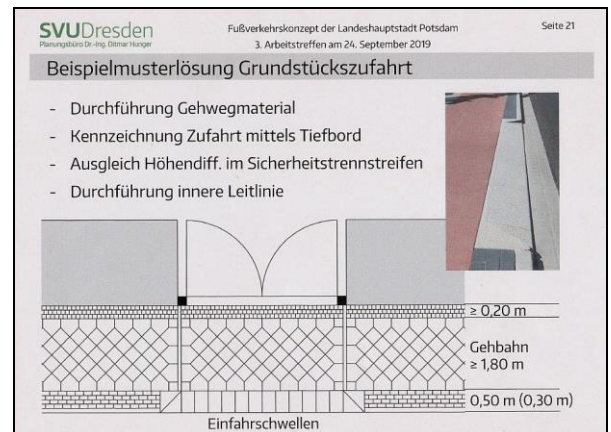 SVUDresden
Planungsbüro Dr.-Ing. Ditmar Hunger
Fußverkehrskonzept der Landeshauptstadt Potsdam
3. Arbeitstreffen am 24. September 2019
Seite 21
Beispielmusterlösung Grundstückszufahrt
- Durchführung Gehwegmaterial
- Kennzeichnung Zufahrt mittels Tiefbord
- Ausgleich Höhendiff. im Sicherheitstrennstreifen
- Durchführung innere Leitlinie
≥ 0,20 m
Gehbahn
≥ 1,80 m
0,50 m (0,30 m)
Einfahrschwellen